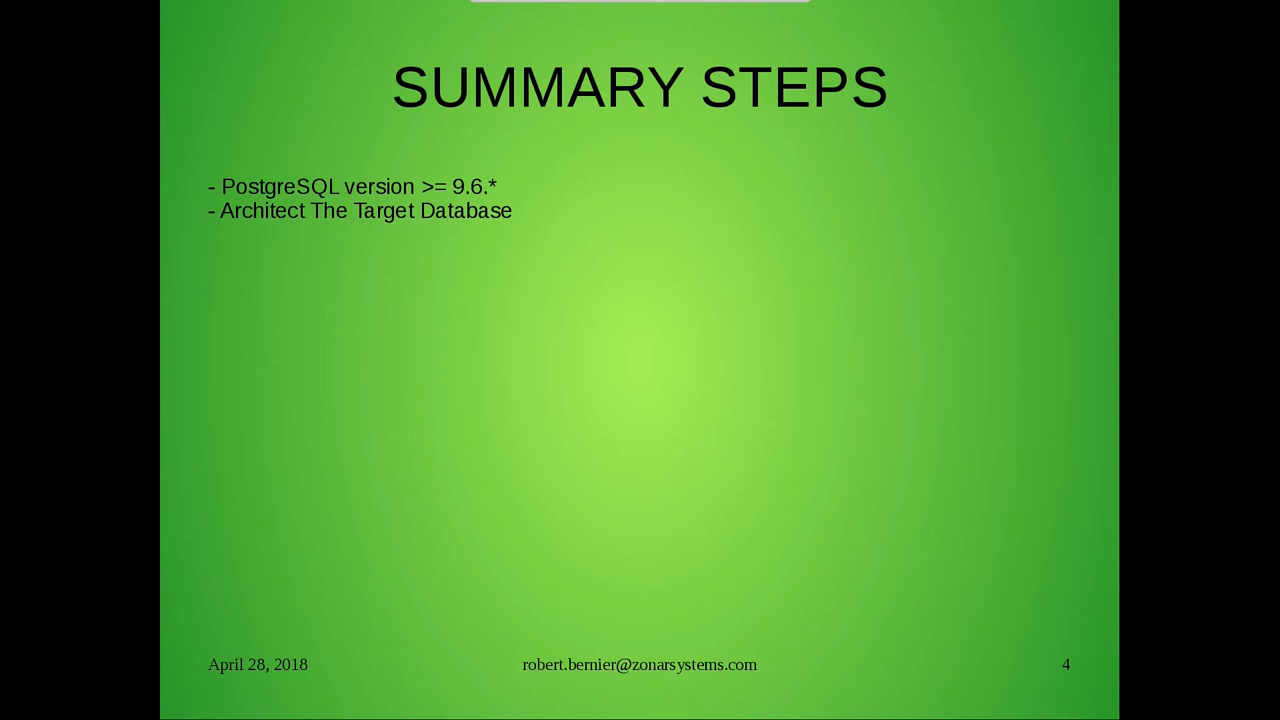 SUMMARY STEPS
- PostgreSQL version >= 9.6.*
- Architect The Target Database
April 28, 2018
robert.bernier@zonarsystems.com
4